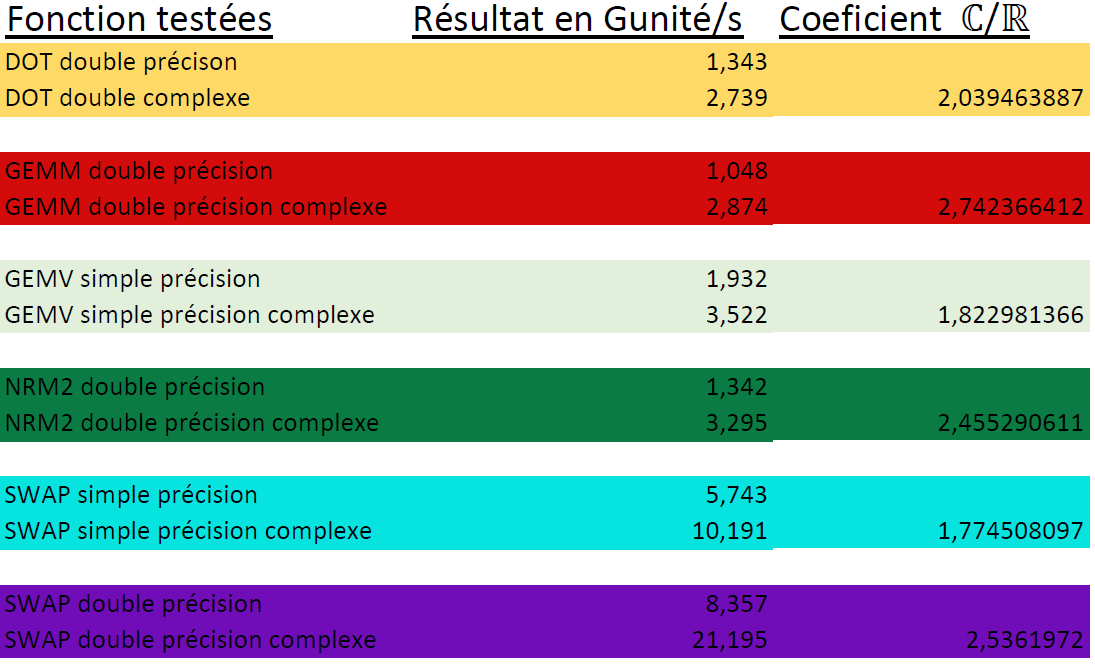 Fonction testées Résultat en Gunité/s Coeficient ℂ/ℝ
DOT double précison 1,343
DOT double complexe 2,739 2,039463887
GEMM double précision 1,048
GEMM double précision complexe 2,874 2,742366412
GEMV simple précision 1,932
GEMV simple précision complexe 3,522 1,822981366
NRM2 double précision 1,342
NRM2 double précision complexe 3,295 2,455290611
SWAP simple précision 5,743
SWAP simple précision complexe 10,191 1,774508097
SWAP double précision 8,357
SWAP double précision complexe 21,195 2,5361972